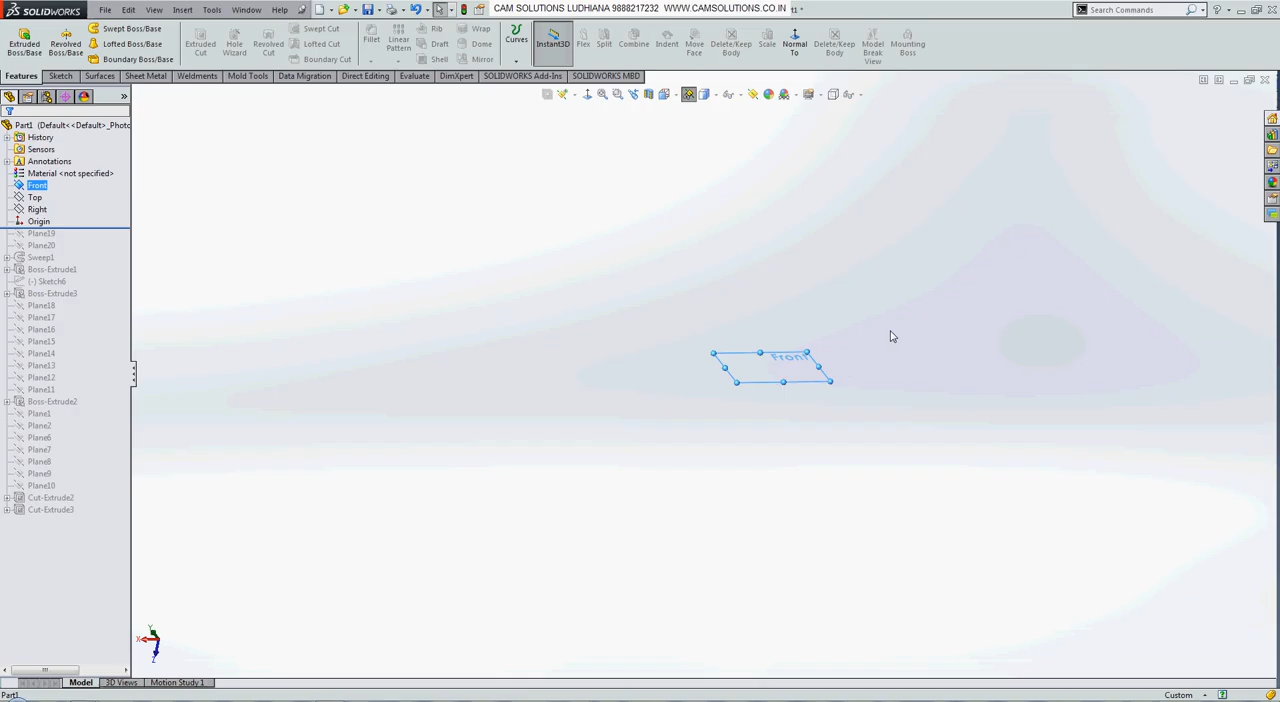 SOLIDWORKS File Edit View Insert Tools Window Help CAM SOLUTIONS LUDHIANA 9888217232 WWW.CAMSOLUTIONS.CO.IN t1 * Search Commands
Extruded Boss/Base
Revolved Boss/Base
Swept Boss/Base
Lofted Boss/Base
Boundary Boss/Base
Extruded Cut
Hole Wizard
Revolved Cut
Swept Cut
Lofted Cut
Boundary Cut
Fillet
Linear Pattern
Rib
Draft
Shell
Wrap
Dome
Mirror
Curves
Instant3D
Flex
Split
Combine
Indent
Move Face
Delete/Keep Body
Scale
Normal To
Delete/Keep Body
Model Break View
Mounting Boss
Features Sketch Surfaces Sheet Metal Weldments Mold Tools Data Migration Direct Editing Evaluate DimXpert SOLIDWORKS Add-Ins SOLIDWORKS MBD
Part1 (Default<<Default>_Photo
History
Sensors
Annotations
Material <not specified>
Front
Top
Right
Origin
Plane19
Plane20
Sweep1
Boss-Extrude1
(-) Sketch6
Boss-Extrude3
Plane18
Plane17
Plane16
Plane15
Plane14
Plane13
Plane12
Plane11
Boss-Extrude2
Plane1
Plane2
Plane6
Plane7
Plane8
Plane9
Plane10
Cut-Extrude2
Cut-Extrude3
Front
Y
X
Z
Model 3D Views Motion Study 1
Part1 Custom